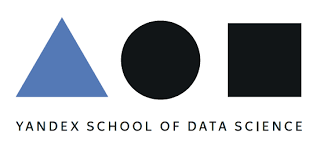 YANDEX SCHOOL OF DATA SCIENCE